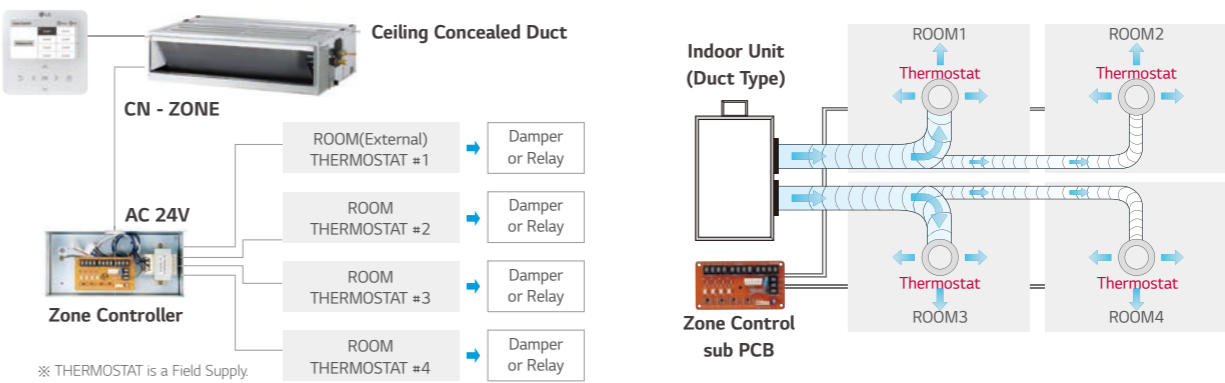 LG
Ceiling Concealed Duct
CN - ZONE
ROOM(External)
THERMOSTAT #1
Damper
or Relay
AC 24V
ROOM
THERMOSTAT #2
Damper
or Relay
ROOM
THERMOSTAT #3
Damper
or Relay
Zone Controller
ROOM
THERMOSTAT #4
Damper
or Relay
※ THERMOSTAT is a Field Supply.
Indoor Unit
(Duct Type)
ROOM1
Thermostat
ROOM2
Thermostat
Thermostat
ROOM3
Thermostat
ROOM4
Zone Control
sub PCB